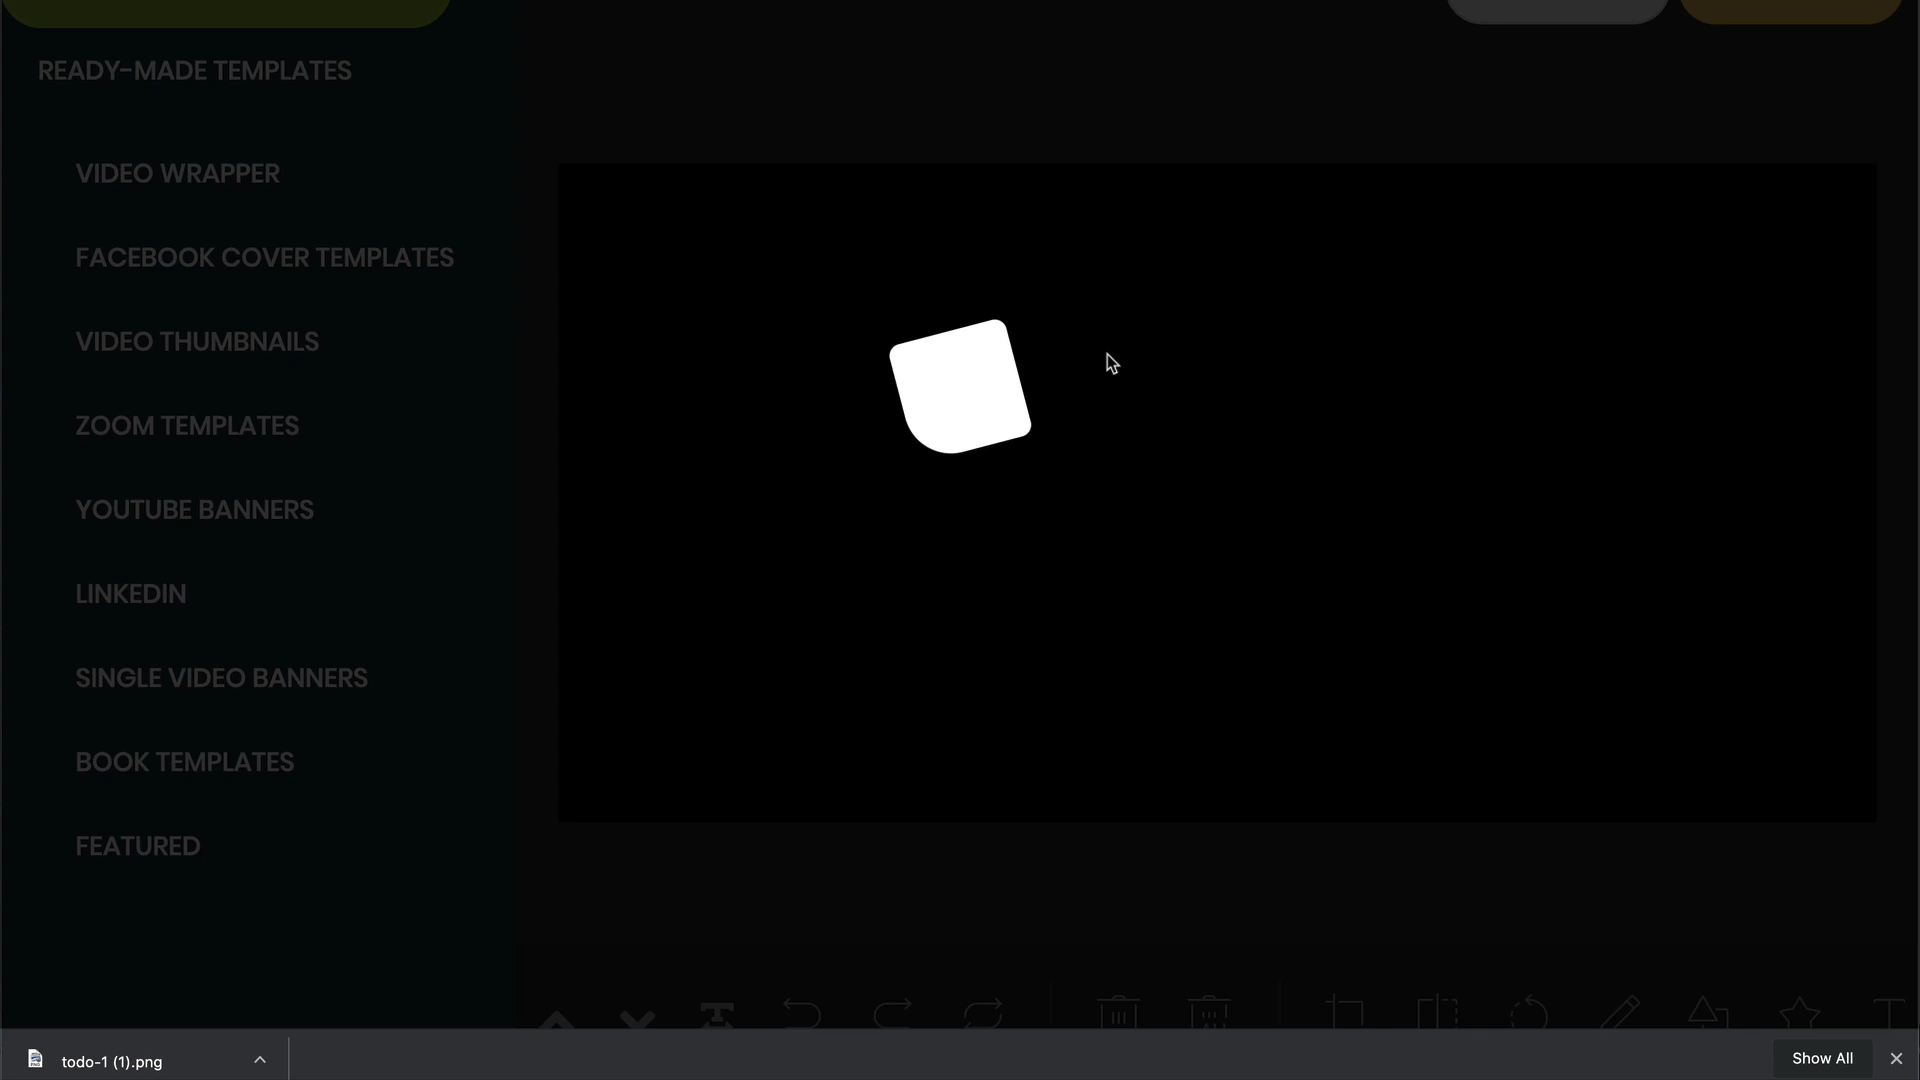 READY-MADE TEMPLATES
VIDEO WRAPPER
FACEBOOK COVER TEMPLATES
VIDEO THUMBNAILS
ZOOM TEMPLATES
YOUTUBE BANNERS
LINKEDIN
SINGLE VIDEO BANNERS
BOOK TEMPLATES
FEATURED
todo-1 (1).png
Show All